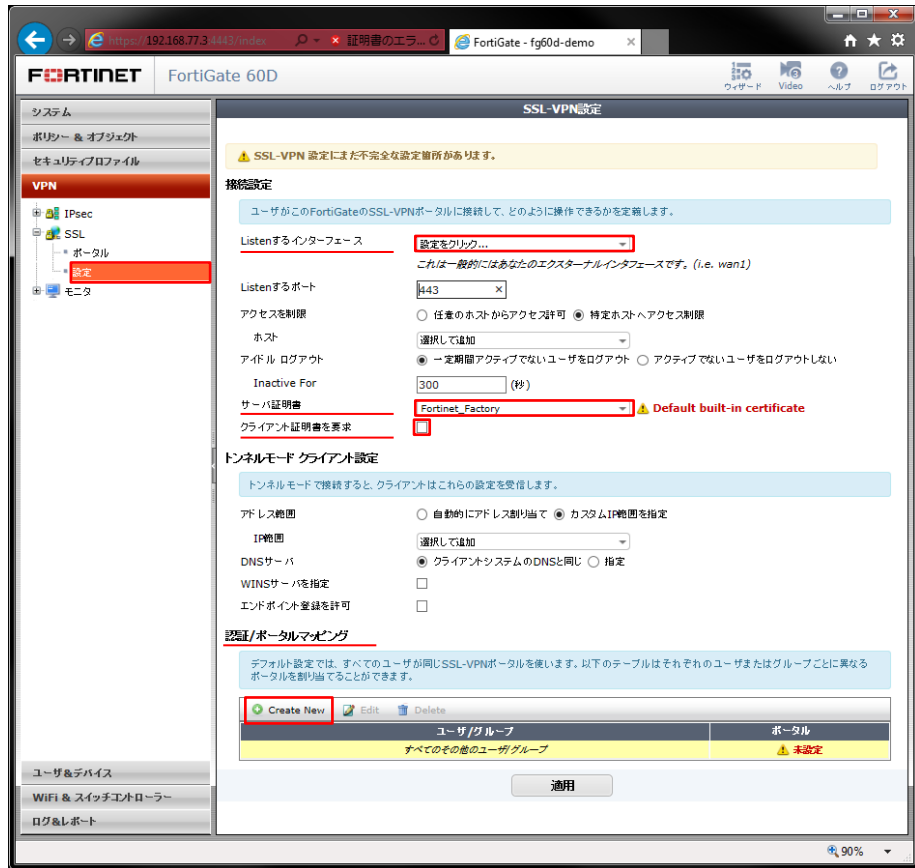 https://192.168.77.3:4443/index
証明書のエラ...
FortiGate - fg60d-demo
FORTINET
FortiGate 60D
ウィザード
Video
ヘルプ
ログアウト
システム
ポリシー & オブジェクト
セキュリティプロファイル
VPN
IPsec
SSL
ポータル
設定
モニタ
ユーザ&デバイス
WiFi & スイッチコントローラー
ログ&レポート
SSL-VPN設定
SSL-VPN 設定にまだ不完全な設定箇所があります。
接続設定
ユーザがこのFortiGateのSSL-VPNポータルに接続して、どのように操作できるかを定義します。
Listenするインターフェース 設定をクリック...
これは一般的にはあなたのエクスターナルインタフェースです。(i.e. wan1)
Listenするポート 443
アクセスを制限 任意のホストからアクセス許可 特定ホストへアクセス制限
ホスト 選択して追加
アイドル ログアウト 一定期間アクティブでないユーザをログアウト アクティブでないユーザをログアウトしない
Inactive For 300 (秒)
サーバ証明書 Fortinet_Factory Default built-in certificate
クライアント証明書を要求
トンネルモード クライアント設定
トンネルモードで接続すると、クライアントはこれらの設定を受信します。
アドレス範囲 自動的にアドレス割り当て カスタムIP範囲を指定
IP範囲 選択して追加
DNSサーバ クライアントシステムのDNSと同じ 指定
WINSサーバを指定
エンドポイント登録を許可
認証/ポータルマッピング
デフォルト設定では、すべてのユーザが同じSSL-VPNポータルを使います。以下のテーブルはそれぞれのユーザまたはグループごとに異なる
ポータルを割り当てることができます。
Create New Edit Delete
ユーザ/グループ ポータル
すべてのその他のユーザ/グループ 未設定
適用
90%